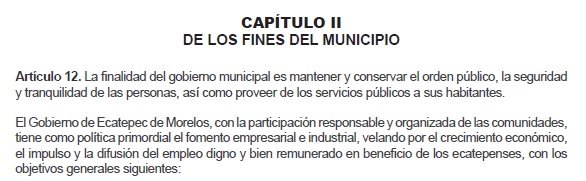 CAPÍTULO II
DE LOS FINES DEL MUNICIPIO
Artículo 12. La finalidad del gobierno municipal es mantener y conservar el orden público, la seguridad
y tranquilidad de las personas, así como proveer de los servicios públicos a sus habitantes.
El Gobierno de Ecatepec de Morelos, con la participación responsable y organizada de las comunidades,
tiene como política primordial el fomento empresarial e industrial, velando por el crecimiento económico,
el impulso y la difusión del empleo digno y bien remunerado en beneficio de los ecatepenses, con los
objetivos generales siguientes: